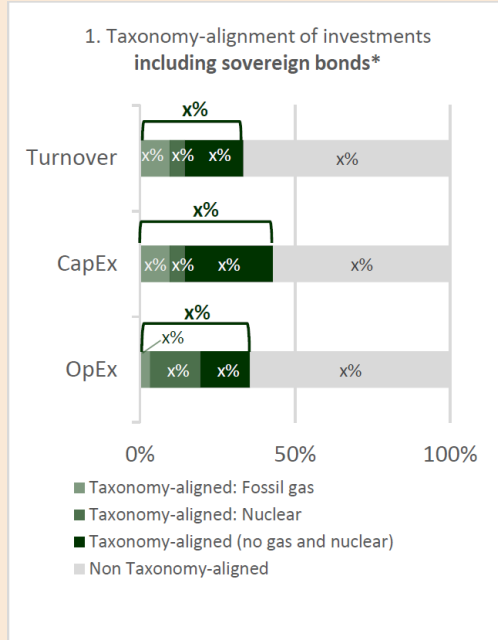 1. Taxonomy-alignment of investments
including sovereign bonds*
x%
Turnover
x% x% x% x%
x%
CapEx
x% x% x% x%
x%
x%
OpEx
x% x% x%
0% 50% 100%
Taxonomy-aligned: Fossil gas
Taxonomy-aligned: Nuclear
Taxonomy-aligned (no gas and nuclear)
Non Taxonomy-aligned